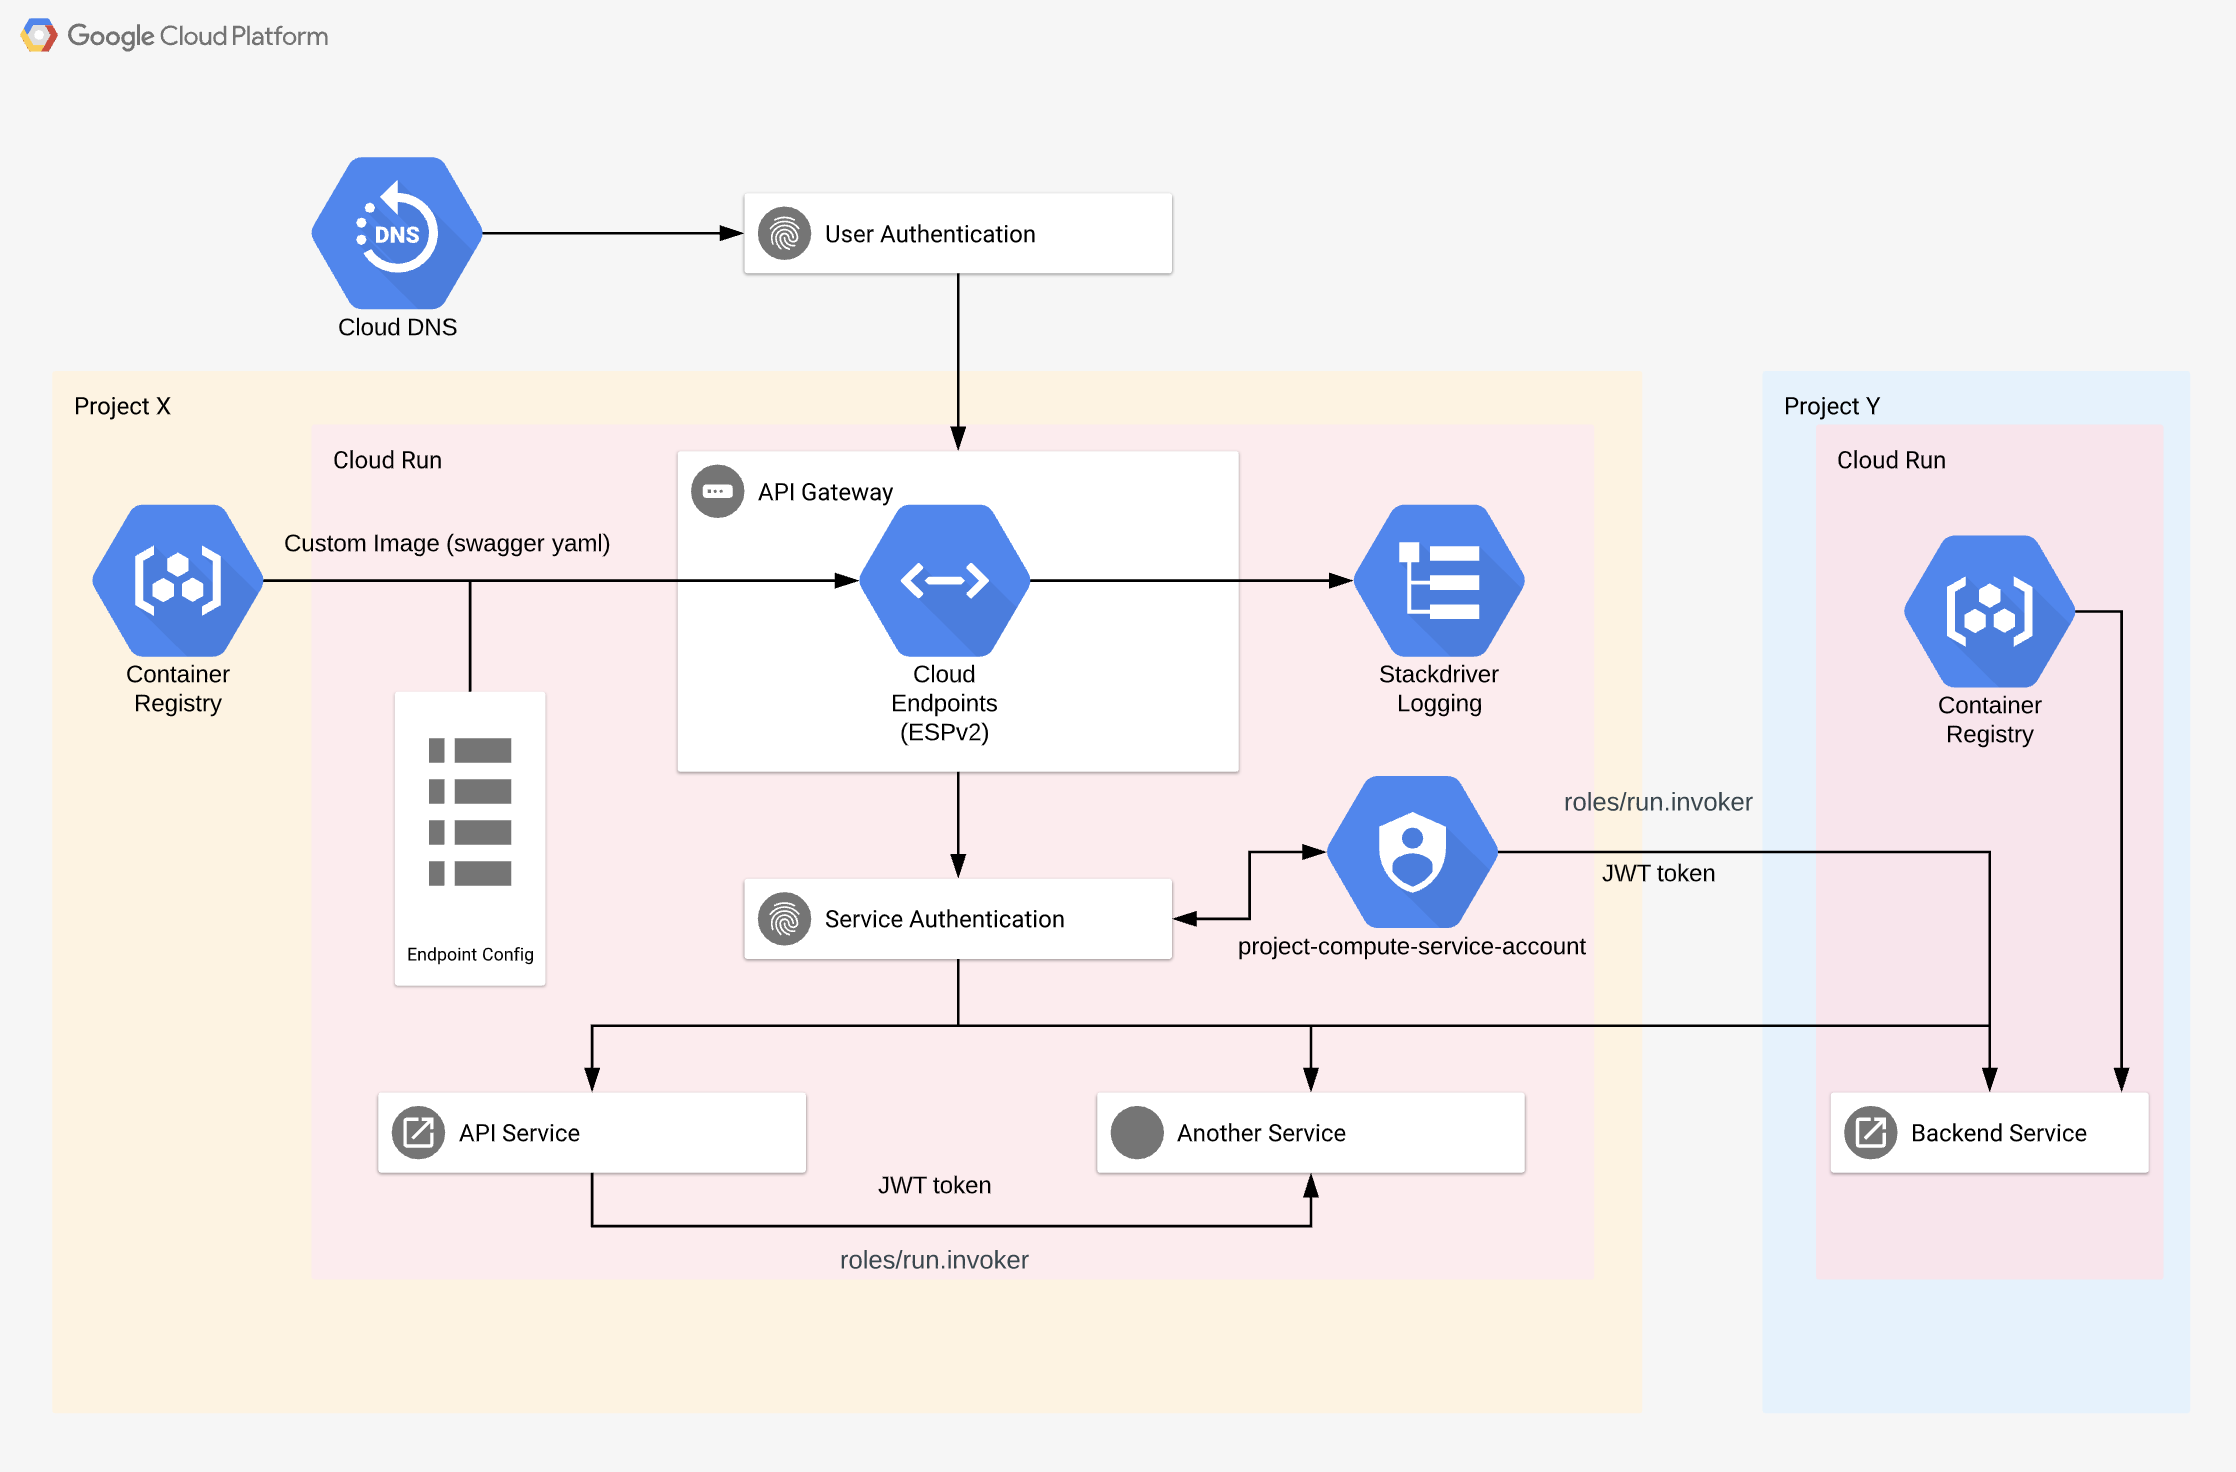 Google Cloud Platform
DNS
User Authentication
Cloud DNS
Project X
Project Y
Cloud Run
Cloud Run
API Gateway
Custom Image (swagger yaml)
Container
Registry
Cloud
Endpoints
(ESPv2)
Stackdriver
Logging
Container
Registry
roles/run.invoker
JWT token
Service Authentication
project-compute-service-account
Endpoint Config
API Service
Another Service
Backend Service
JWT token
roles/run.invoker